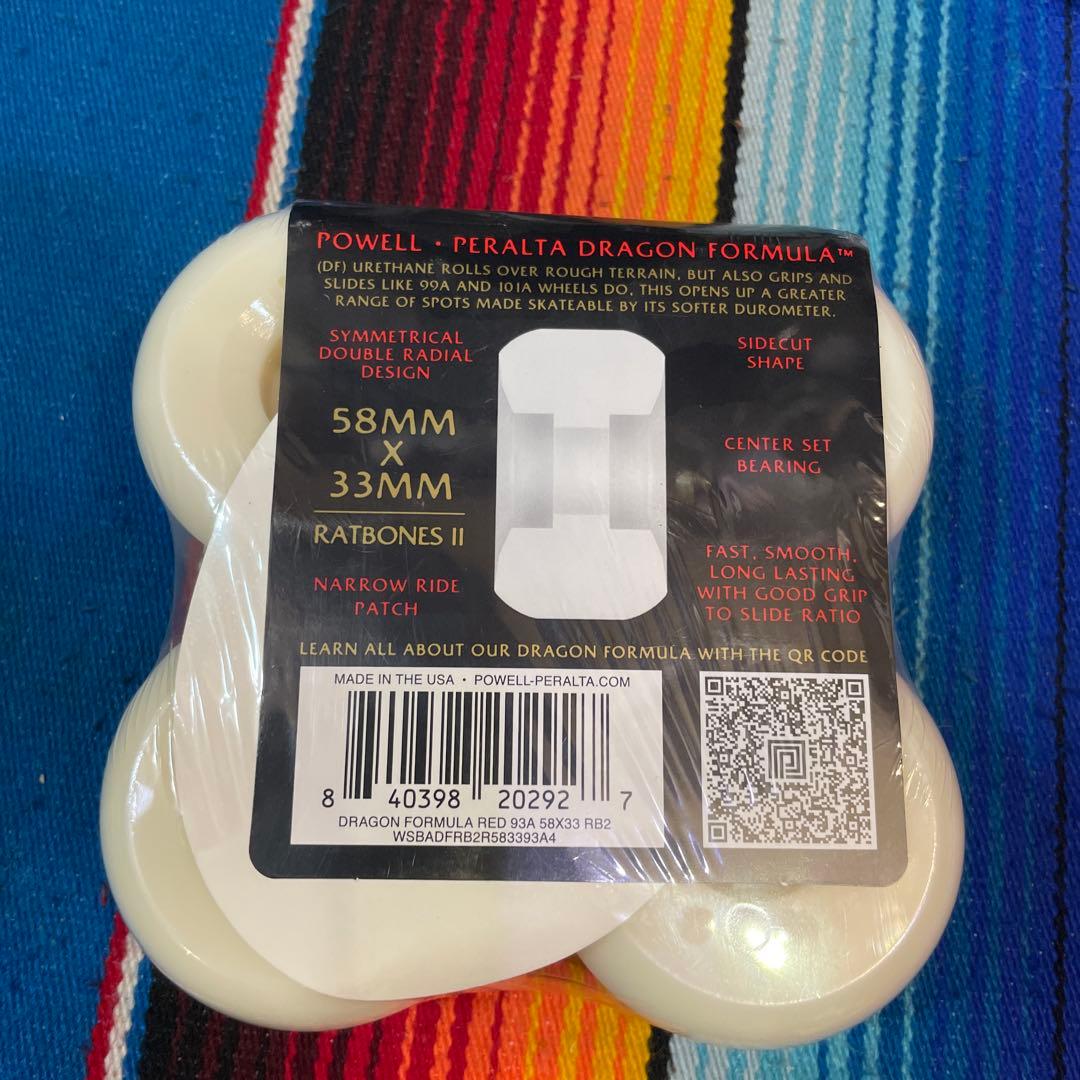 POWELL · PERALTA DRAGON FORMULA™
(DF) URETHANE ROLLS OVER ROUGH TERRAIN, BUT ALSO GRIPS AND
SLIDES LIKE 99A AND 101A WHEELS DO, THIS OPENS UP A GREATER
RANGE OF SPOTS MADE SKATEABLE BY ITS SOFTER DUROMETER.
SYMMETRICAL
DOUBLE RADIAL
DESIGN
58MM
X
33MM
RATBONES II
NARROW RIDE
PATCH
SIDECUT
SHAPE
CENTER SET
BEARING
FAST, SMOOTH,
LONG LASTING
WITH GOOD GRIP
TO SLIDE RATIO
LEARN ALL ABOUT OUR DRAGON FORMULA WITH THE QR CODE
MADE IN THE USA · POWELL-PERALTA.COM
8 40398 20292 7
DRAGON FORMULA RED 93A 58X33 RB2
WSBADFRB2R583393A4